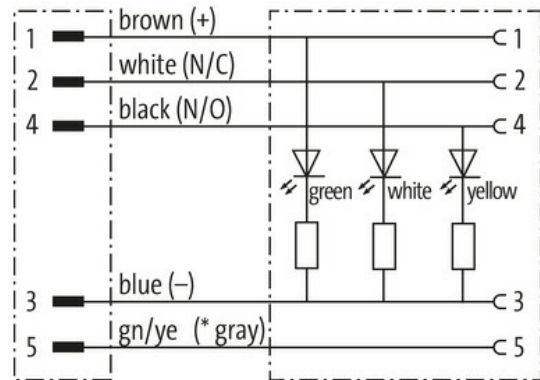 1 brown (+) 1
2 white (N/C) 2
4 black (N/O) 4
green white yellow
3 blue (–) 3
5 gn/ye (* gray) 5